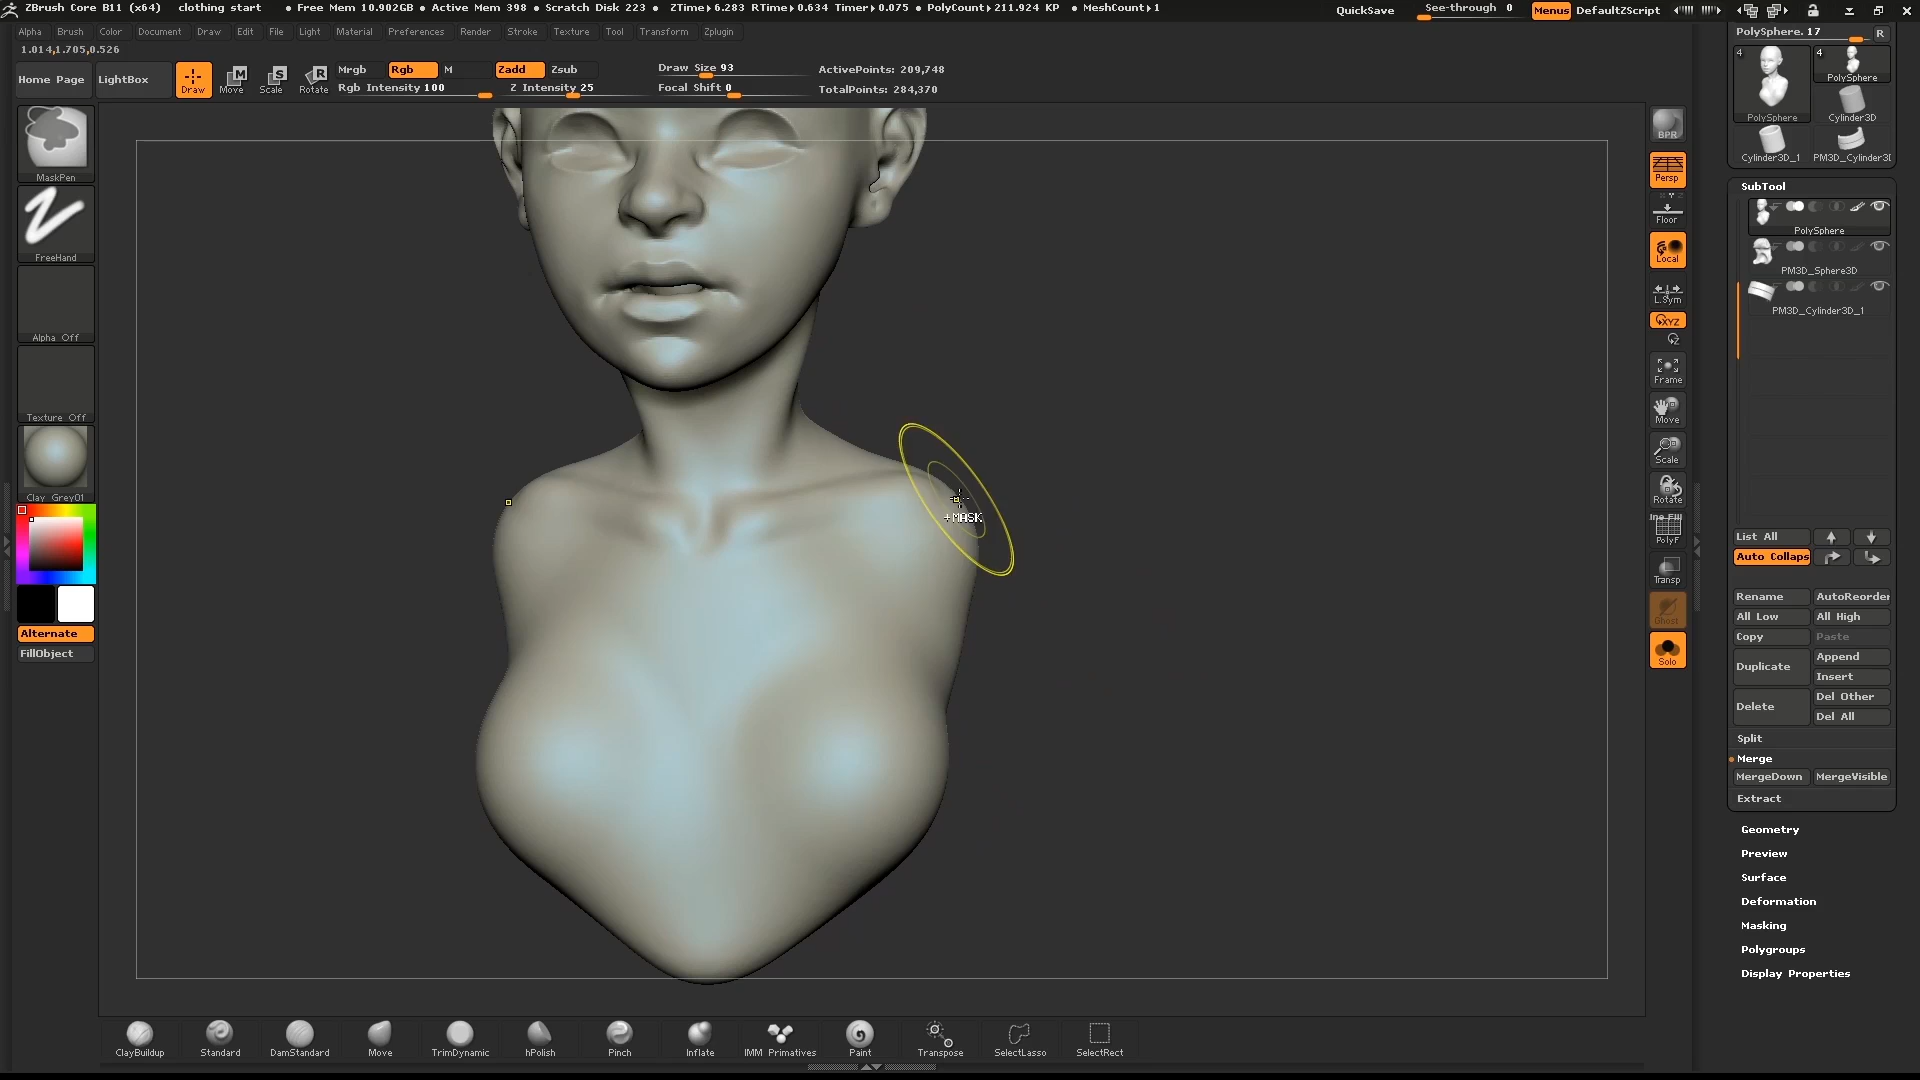 ZBrush Core B11 (x64) clothing start • Free Mem 10.902GB • Active Mem 398 • Scratch Disk 223 • ZTime▸6.283 RTime▸0.634 Timer▸0.075 • PolyCount▸211.924 KP • MeshCount▸1 QuickSave See-through 0 Menus DefaultZScript
Alpha Brush Color Document Draw Edit File Light Material Preferences Render Stroke Texture Tool Transform Zplugin
1.014,1.705,0.526
Home Page LightBox Draw Move Scale Rotate
Mrgb Rgb M Zadd Zsub
Rgb Intensity 100 Z Intensity 25
Draw Size 93
Focal Shift 0
ActivePoints: 209,748
TotalPoints: 284,370
MaskPen
FreeHand
Alpha Off
Texture Off
Clay_Grey01
Alternate
FillObject
+MASK
BPR
Persp
Floor
Local
L.Sym
XYZ
Frame
Move
Scale
Rotate
Line Fill
PolyF
Transp
Ghost
Solo
PolySphere. 17 R
4
4
PolySphere
PolySphere
Cylinder3D
Cylinder3D_1
SubTool
PolySphere
PM3D_Sphere3D
PM3D_Cylinder3D_1
List All
Auto Collaps
Rename AutoReorder
All Low All High
Copy Paste
Duplicate Append
Insert
Delete Del Other
Del All
Split
Merge
MergeDown MergeVisible
Extract
Geometry
Preview
Surface
Deformation
Masking
Polygroups
Display Properties
ClayBuildup Standard DamStandard Move TrimDynamic hPolish Pinch Inflate IMM Primitives Paint Transpose SelectLasso SelectRect